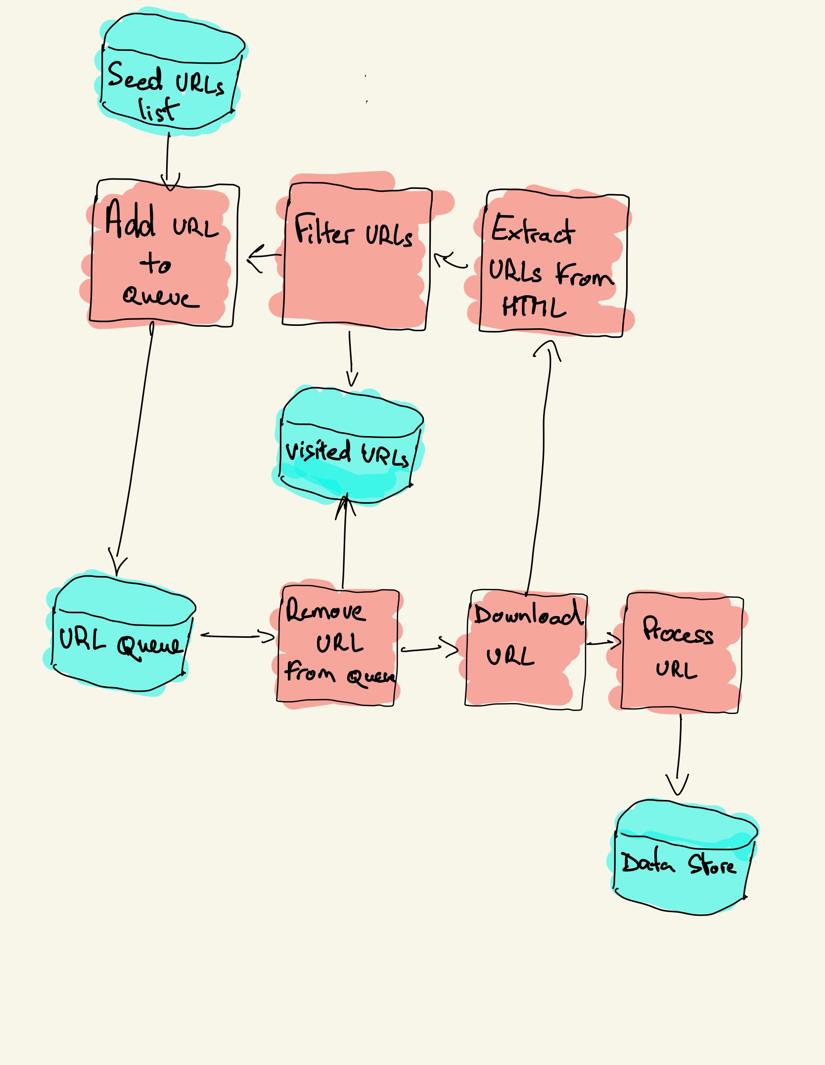 Seed URLs
list
Add URL
to
Queue
Filter URLs
Extract
URLs from
HTML
visited URLs
URL Queue
Remove
URL
from Queue
Download
URL
Process
URL
Data Store